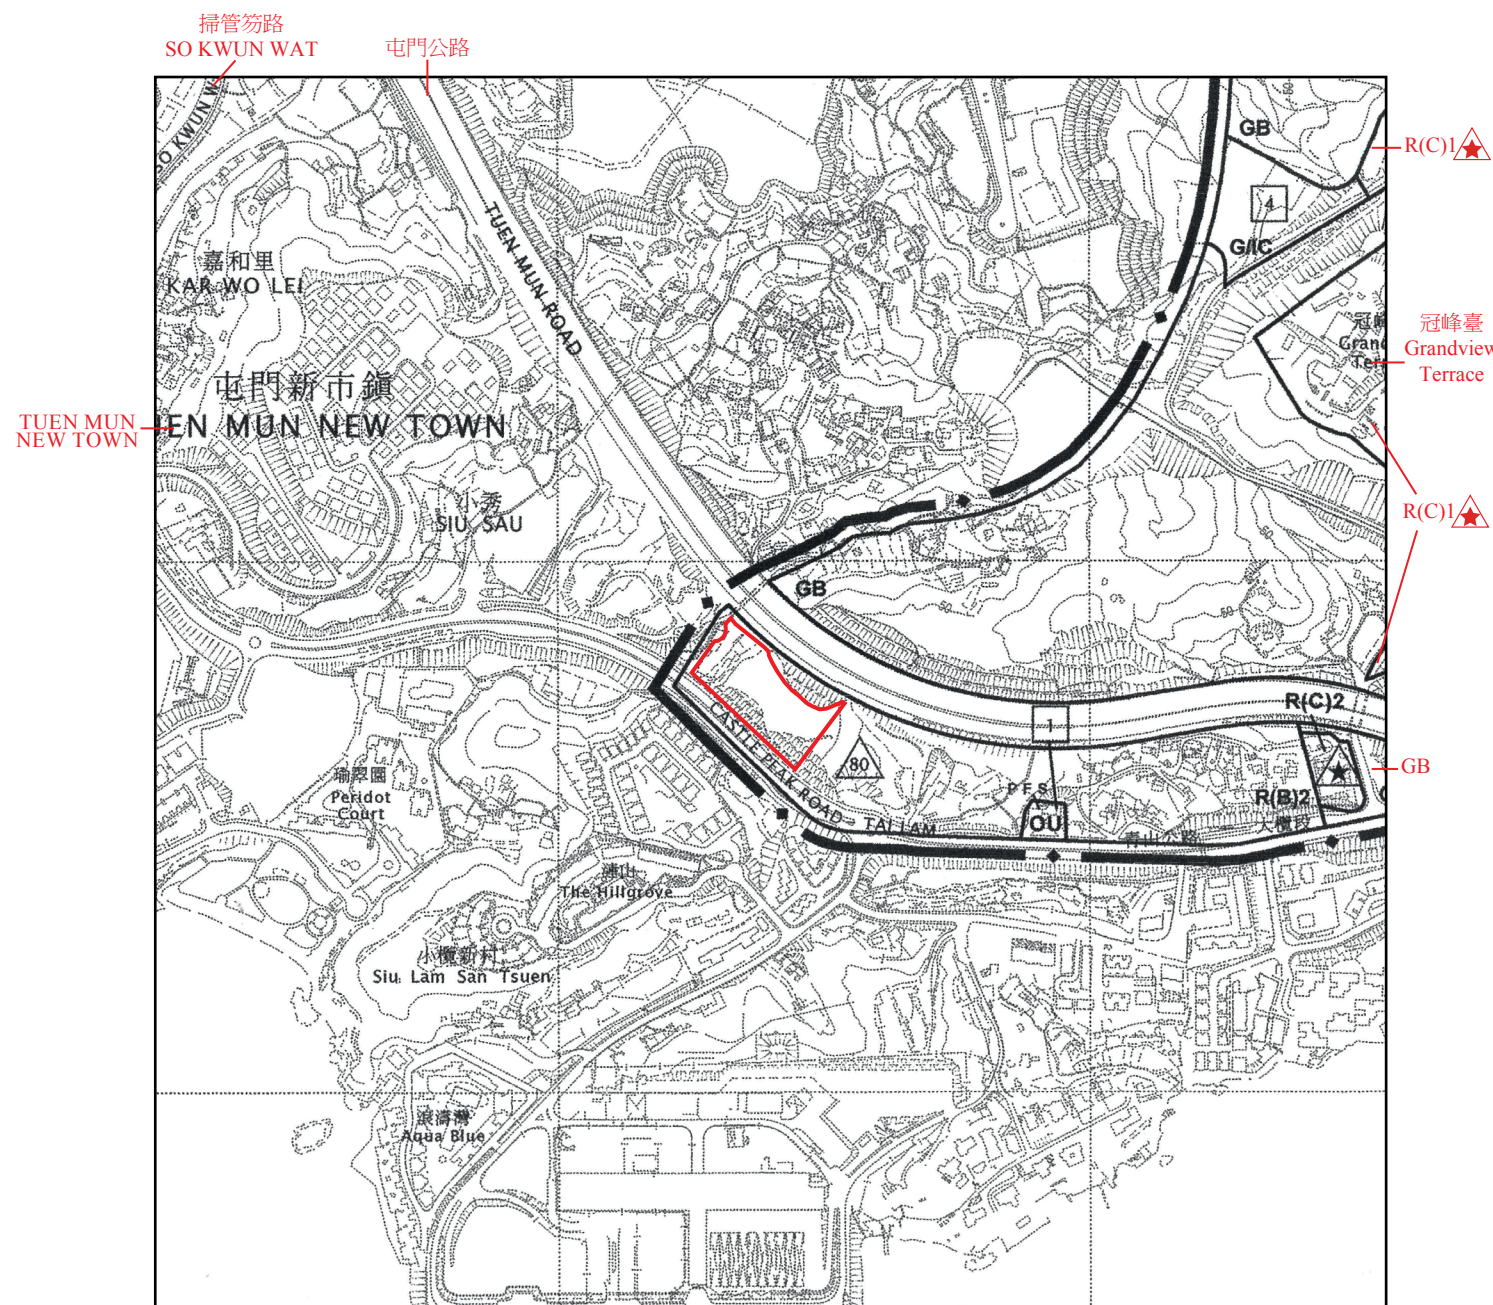 掃管笏路
SO KWUN WAT
屯門公路
SO KWUN W
GB
R(C)1
4
G/IC
TUEN MUN ROAD
嘉和里
KAR WO LEI
冠峰臺
Grandview
Terrace
屯門新市鎮
TUEN MUN
NEW TOWN
EN MUN NEW TOWN
小秀
SIU SAU
R(C)1
GB
R(C)2
1
CASTLE PEAK ROAD - TAI LAM
80
GB
P F S
R(B)2
OU
大欖段
青山公路
瑜翠園
Peridot
Court
The Hillgrove
小欖新村
Siu Lam San Tsuen
浪濤灣
Aqua Blue